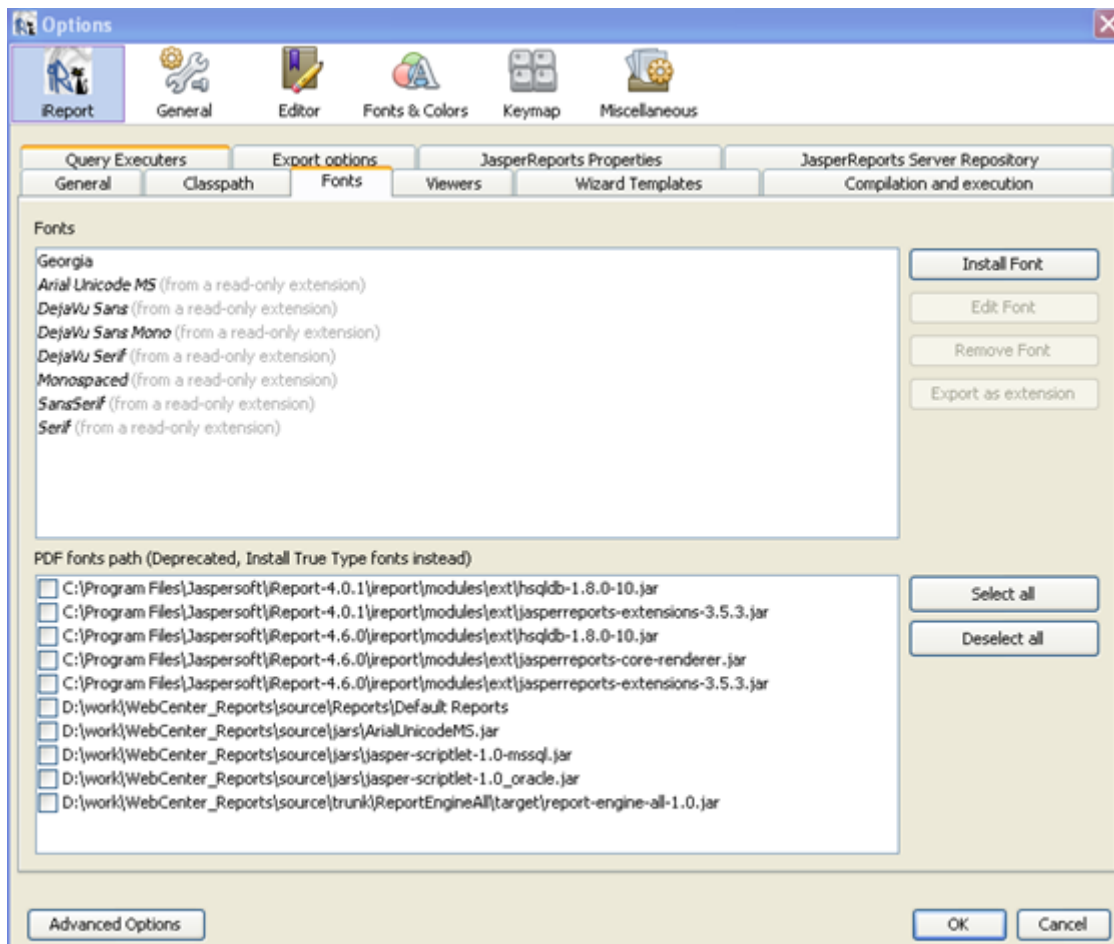 Options
iReport General Editor Fonts & Colors Keymap Miscellaneous
Query Executers Export options JasperReports Properties JasperReports Server Repository
General Classpath Fonts Viewers Wizard Templates Compilation and execution
Fonts
Georgia
Install Font
Arial Unicode MS (from a read-only extension)
DejaVu Sans (from a read-only extension)
Edit Font
DejaVu Sans Mono (from a read-only extension)
DejaVu Serif (from a read-only extension)
Remove Font
Monospaced (from a read-only extension)
SansSerif (from a read-only extension)
Export as extension
Serif (from a read-only extension)
PDF fonts path (Deprecated, Install True Type fonts instead)
C:\Program Files\Jaspersoft\iReport-4.0.1\ireport\modules\ext\hsqldb-1.8.0-10.jar
Select all
C:\Program Files\Jaspersoft\iReport-4.0.1\ireport\modules\ext\jasperreports-extensions-3.5.3.jar
C:\Program Files\Jaspersoft\iReport-4.6.0\ireport\modules\ext\hsqldb-1.8.0-10.jar
Deselect all
C:\Program Files\Jaspersoft\iReport-4.6.0\ireport\modules\ext\jasperreports-core-renderer.jar
C:\Program Files\Jaspersoft\iReport-4.6.0\ireport\modules\ext\jasperreports-extensions-3.5.3.jar
D:\work\WebCenter_Reports\source\Reports\Default Reports
D:\work\WebCenter_Reports\source\jars\ArialUnicodeMS.jar
D:\work\WebCenter_Reports\source\jars\jasper-scriptlet-1.0-mssql.jar
D:\work\WebCenter_Reports\source\jars\jasper-scriptlet-1.0_oracle.jar
D:\work\WebCenter_Reports\source\trunk\ReportEngineAll\target\report-engine-all-1.0.jar
Advanced Options OK Cancel